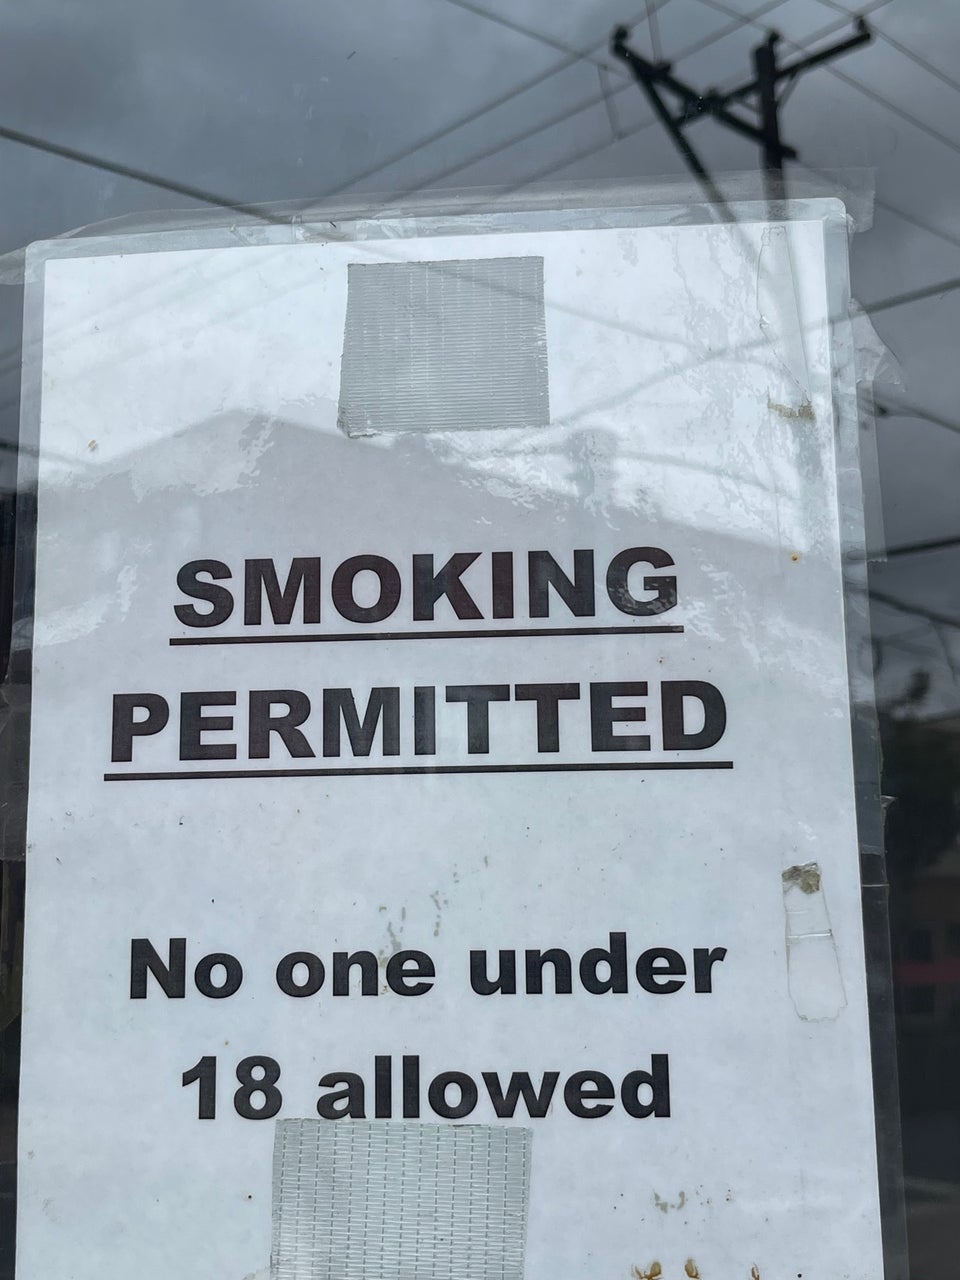 SMOKING
PERMITTED
No one under
18 allowed